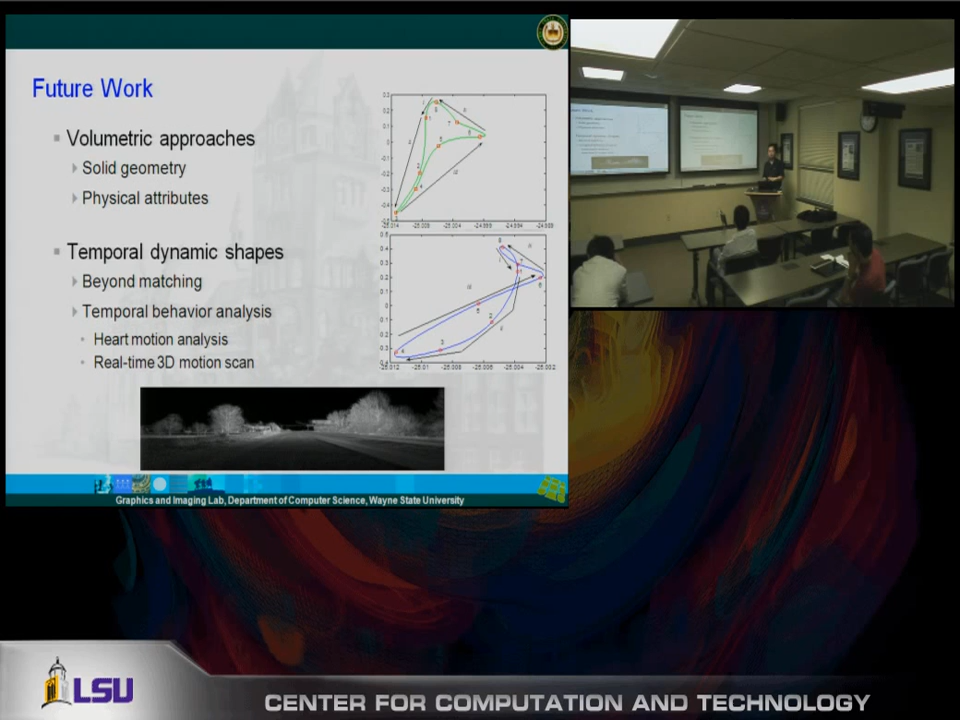 Future Work
Volumetric approaches
Solid geometry
Physical attributes
Temporal dynamic shapes
Beyond matching
Temporal behavior analysis
Heart motion analysis
Real-time 3D motion scan
Graphics and Imaging Lab, Department of Computer Science, Wayne State University
LSU
CENTER FOR COMPUTATION AND TECHNOLOGY